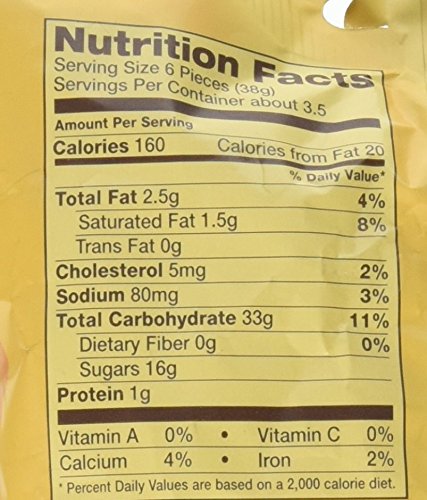 Nutrition Facts
Serving Size 6 Pieces (38g)
Servings Per Container about 3.5
Amount Per Serving
Calories 160 Calories from Fat 20
% Daily Value*
Total Fat 2.5g 4%
Saturated Fat 1.5g 8%
Trans Fat 0g
Cholesterol 5mg 2%
Sodium 80mg 3%
Total Carbohydrate 33g 11%
Dietary Fiber 0g 0%
Sugars 16g
Protein 1g
Vitamin A 0% • Vitamin C 0%
Calcium 4% • Iron 2%
* Percent Daily Values are based on a 2,000 calorie diet.